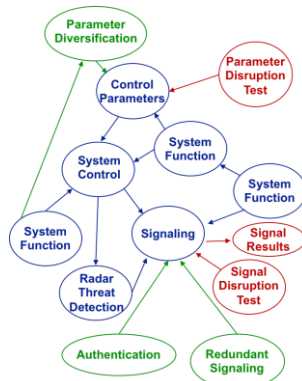 Parameter
Diversification
Control
Parameters
Parameter
Disruption
Test
System
Function
System
Control
System
Function
System
Function
Signaling
Signal
Results
Radar
Threat
Detection
Signal
Disruption
Test
Authentication
Redundant
Signaling